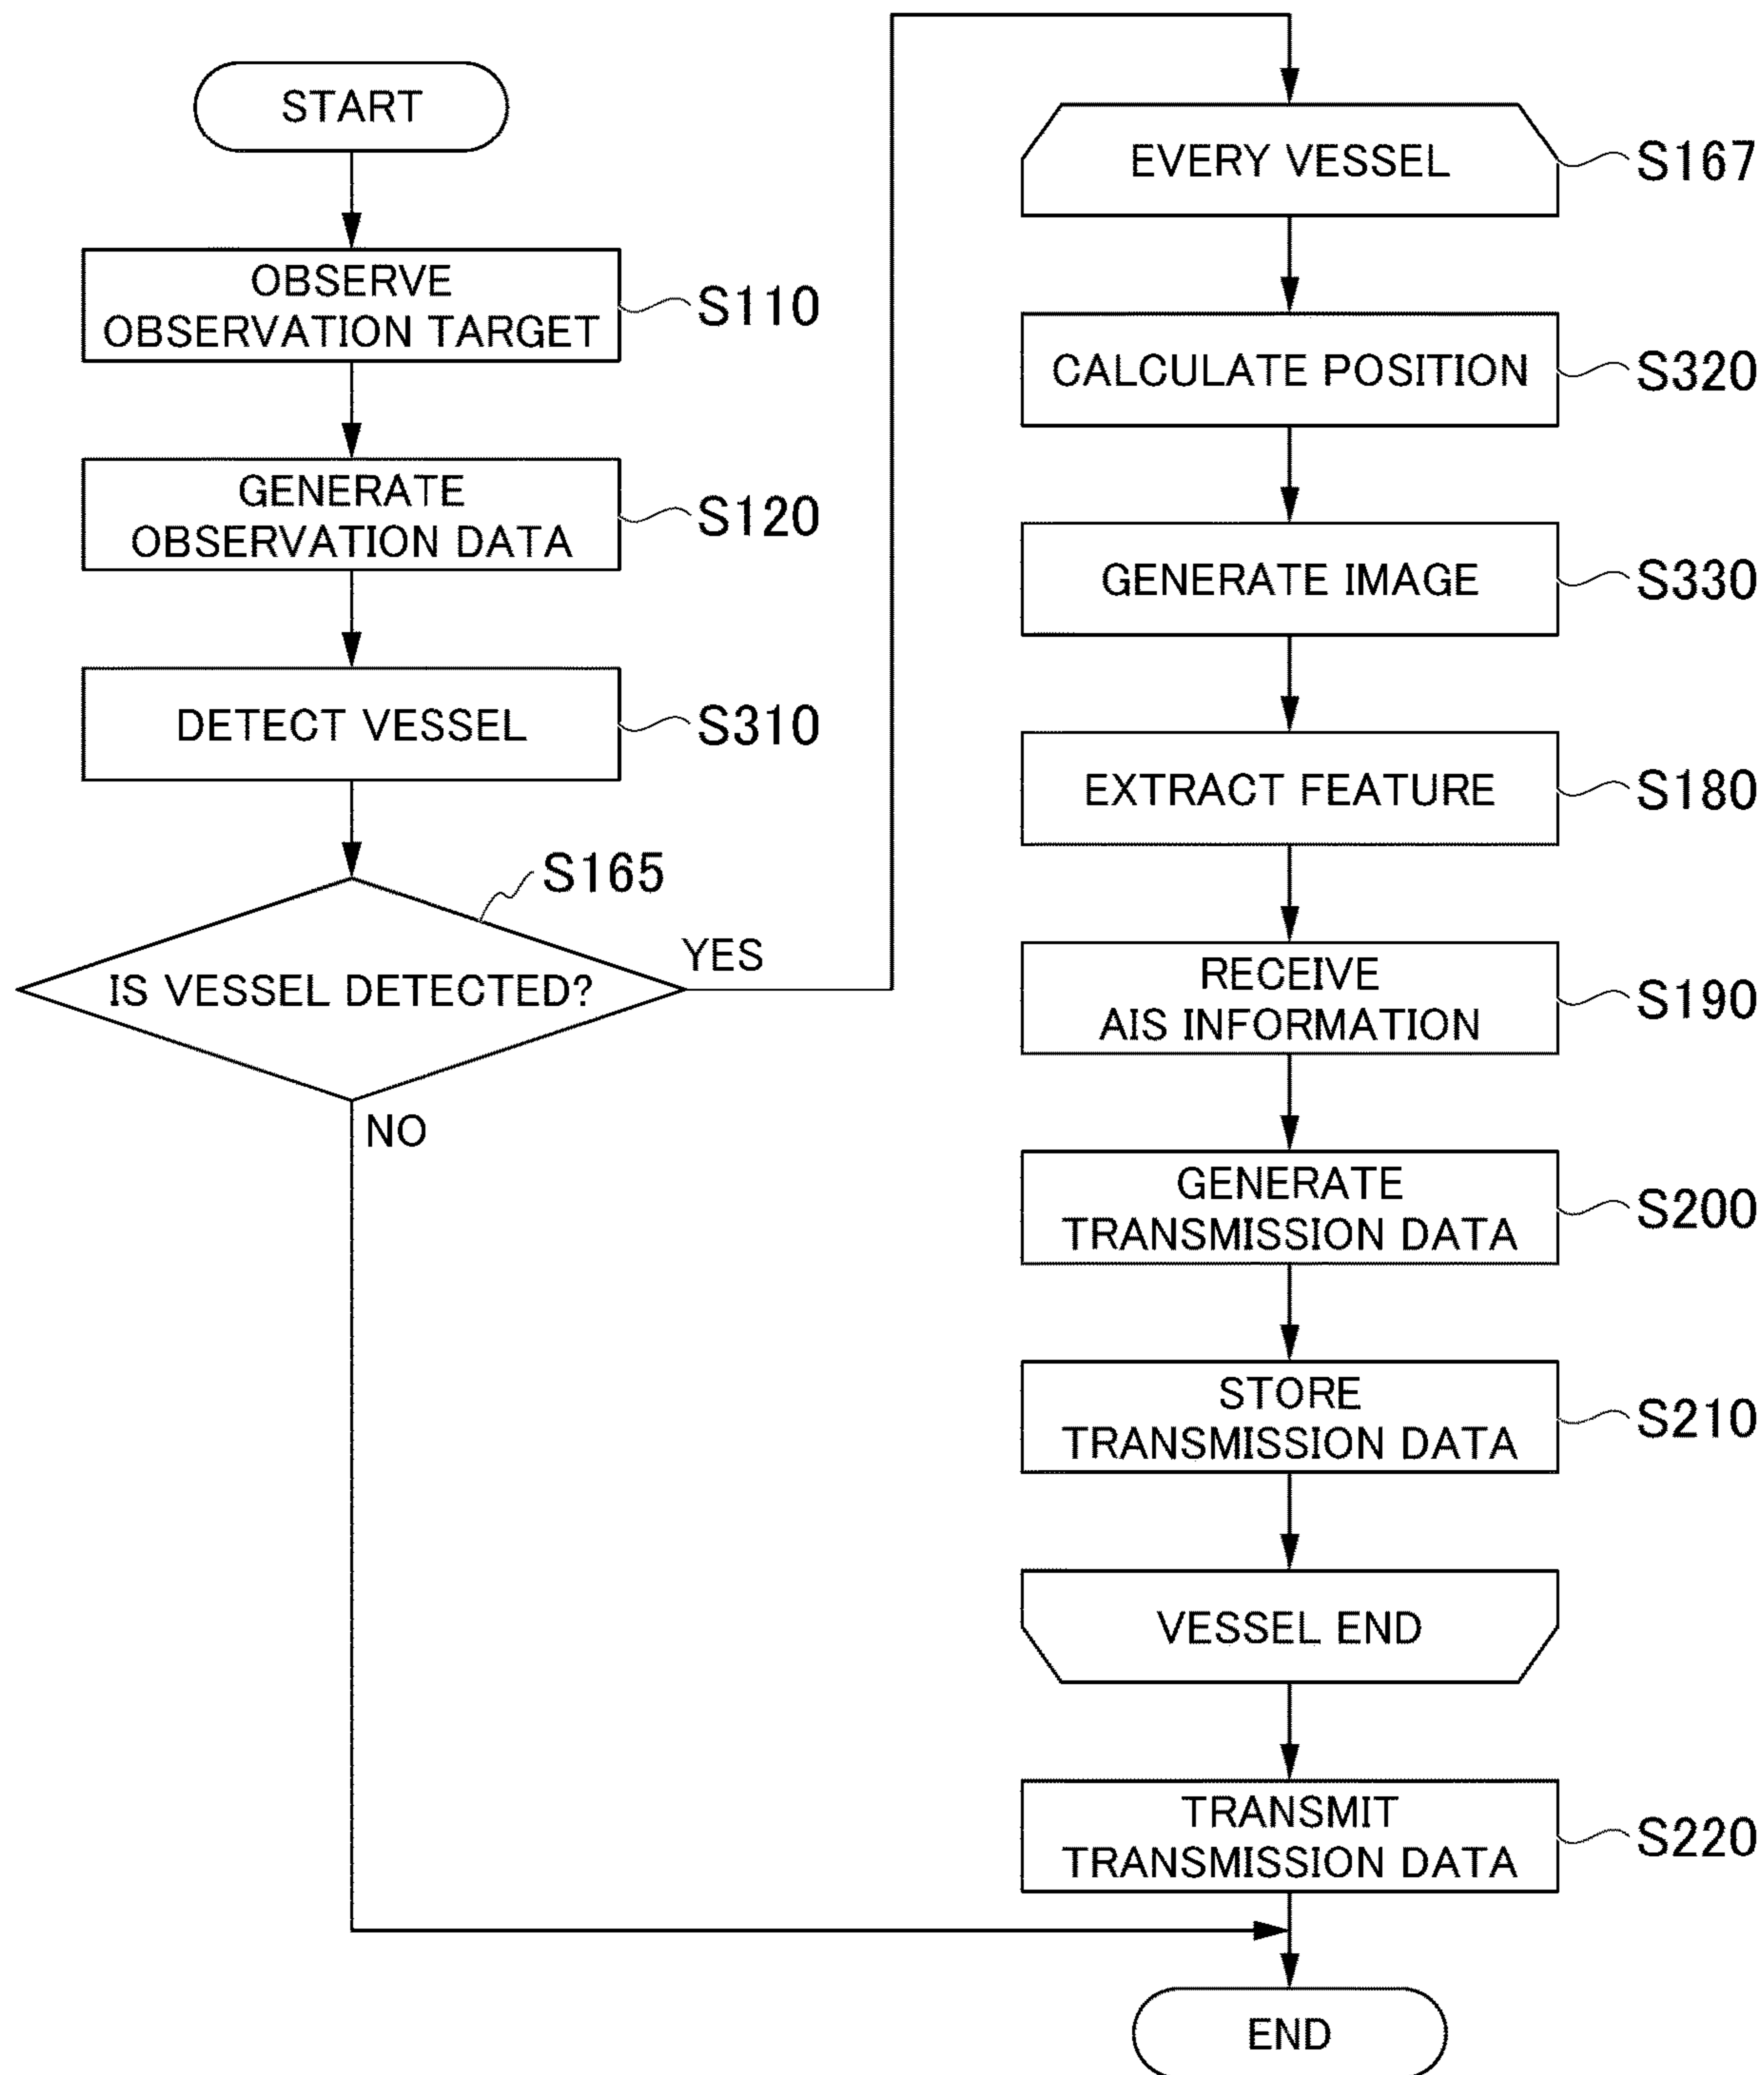 START
OBSERVE
OBSERVATION TARGET
S110
GENERATE
OBSERVATION DATA
S120
DETECT VESSEL
S310
S165
IS VESSEL DETECTED?
YES
NO
EVERY VESSEL
S167
CALCULATE POSITION
S320
GENERATE IMAGE
S330
EXTRACT FEATURE
S180
RECEIVE
AIS INFORMATION
S190
GENERATE
TRANSMISSION DATA
S200
STORE
TRANSMISSION DATA
S210
VESSEL END
TRANSMIT
TRANSMISSION DATA
S220
END